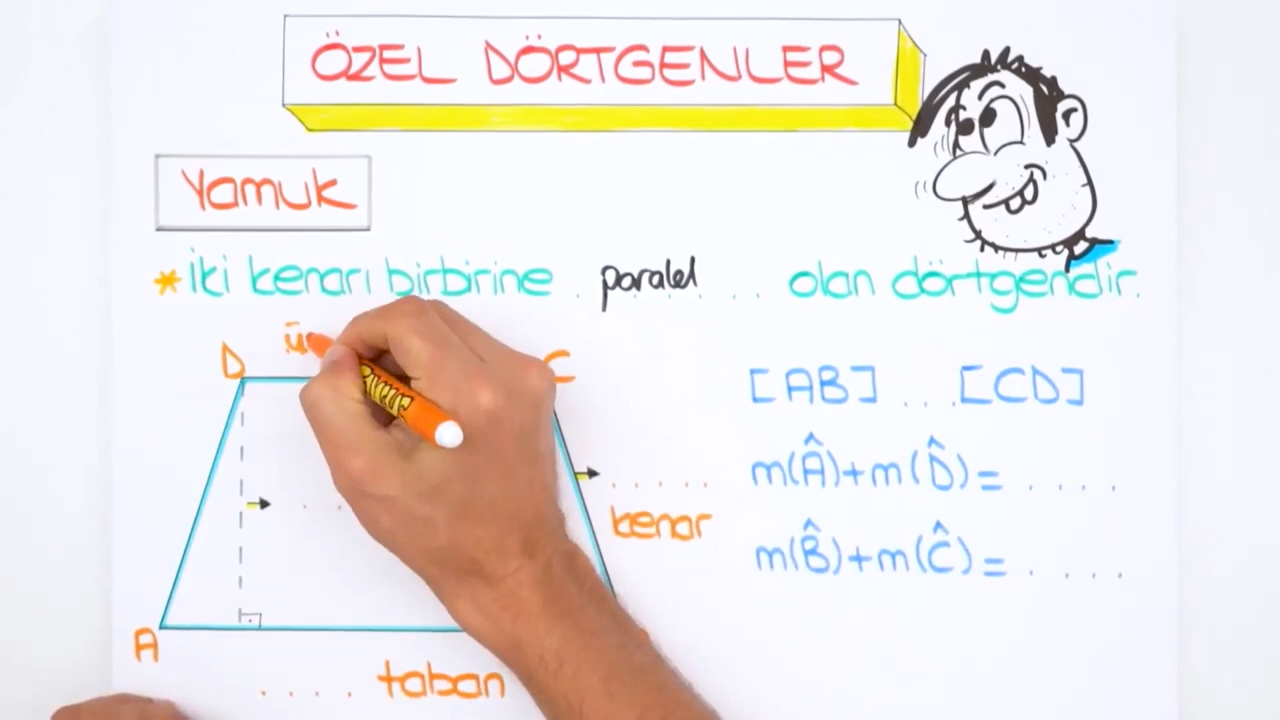 ÖZEL DÖRTGENLER
Yamuk
* İki kenarı birbirine . paralel . . . olan dörtgendir.
D ü C
[AB] . . . [CD]
m(Â)+m(D̂)= . . . .
. . . . .
kenar
m(B̂)+m(Ĉ)= . . . .
A
. . . . taban